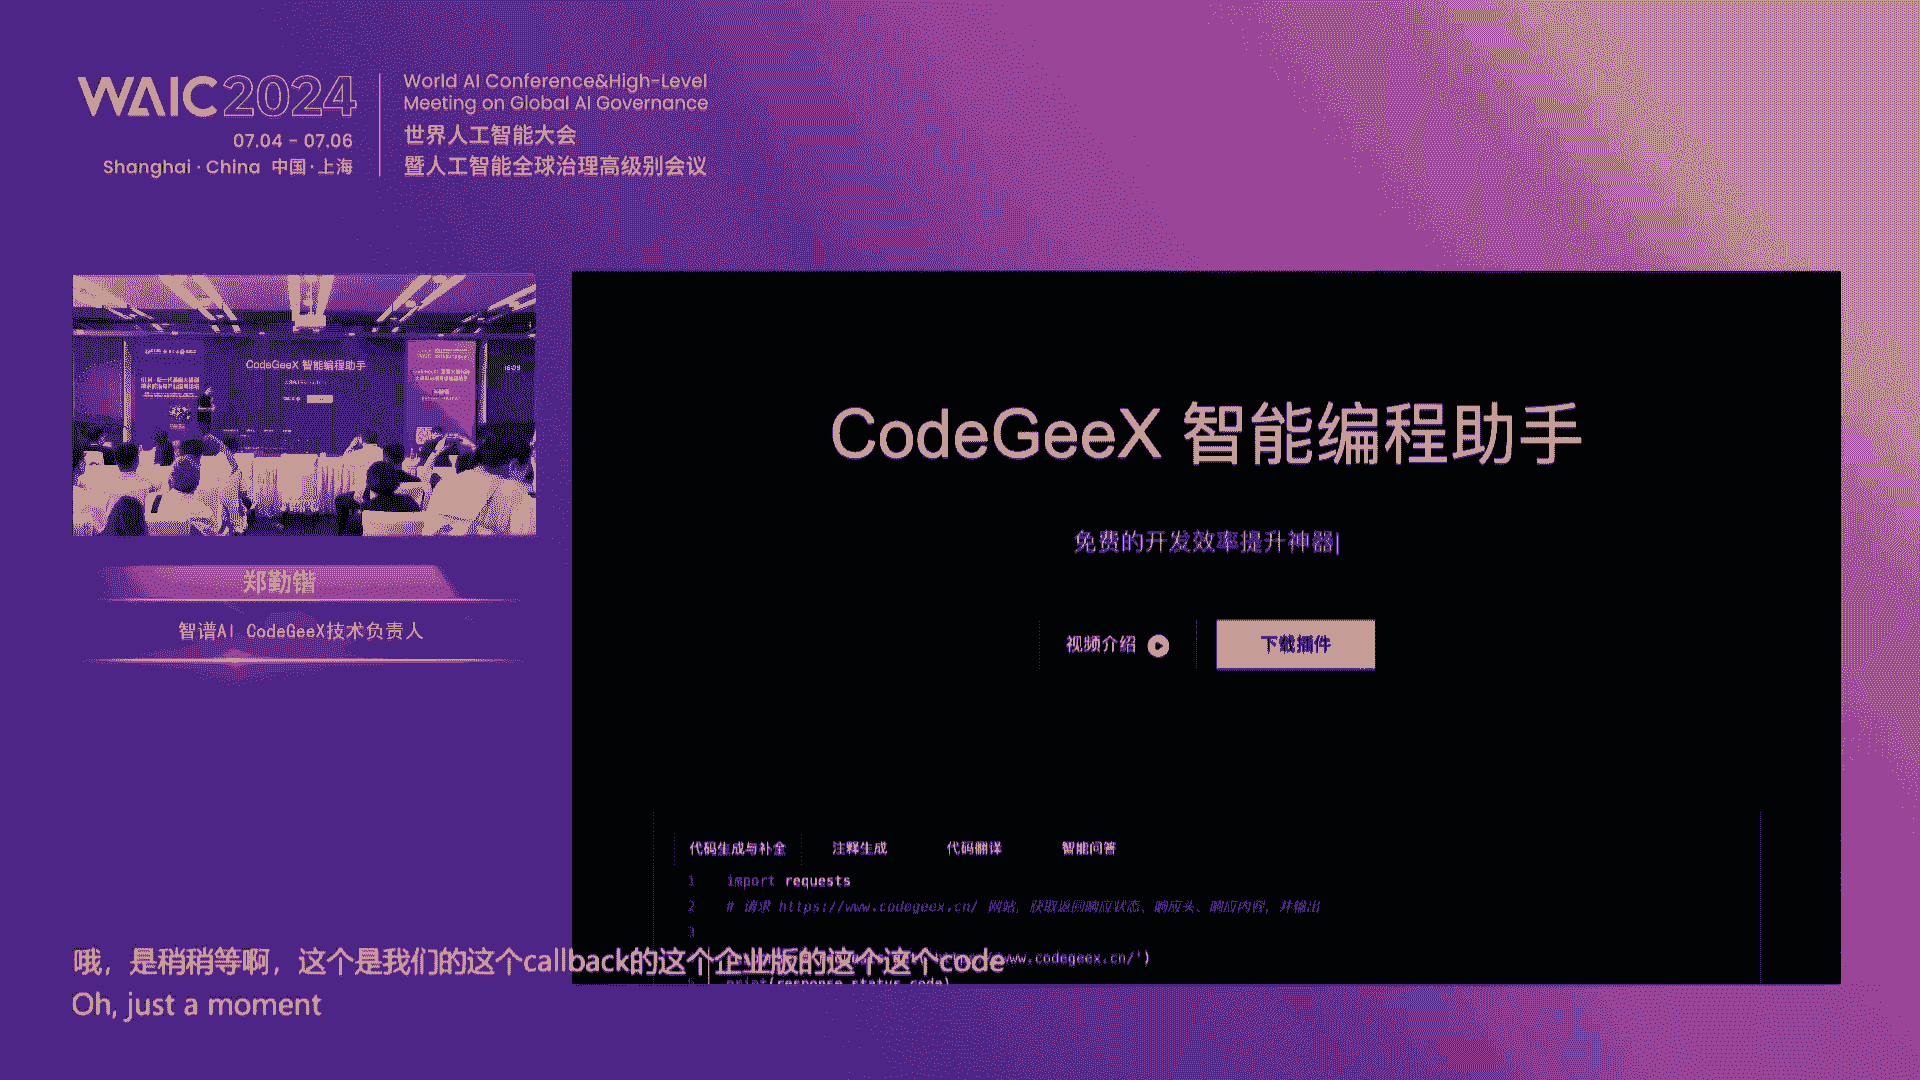 WAIC 2024
07.04 - 07.06
Shanghai · China 中国·上海
World AI Conference&High-Level
Meeting on Global AI Governance
世界人工智能大会
暨人工智能全球治理高级别会议
CodeGeeX 智能编程助手
郑勤锴
智谱AI CodeGeeX技术负责人
CodeGeeX 智能编程助手
免费的开发效率提升神器|
视频介绍
下载插件
代码生成与补全 注释生成 代码翻译 智能问答
1 import requests
2 # 请求 https://www.codegeex.cn/ 网站，获取返回响应状态、响应头、响应内容，并输出
3
www.codegeex.cn/')
print(response.status_code)
哦，是稍稍等啊，这个是我们的这个callback的这个企业版的这个这个code
Oh, just a moment